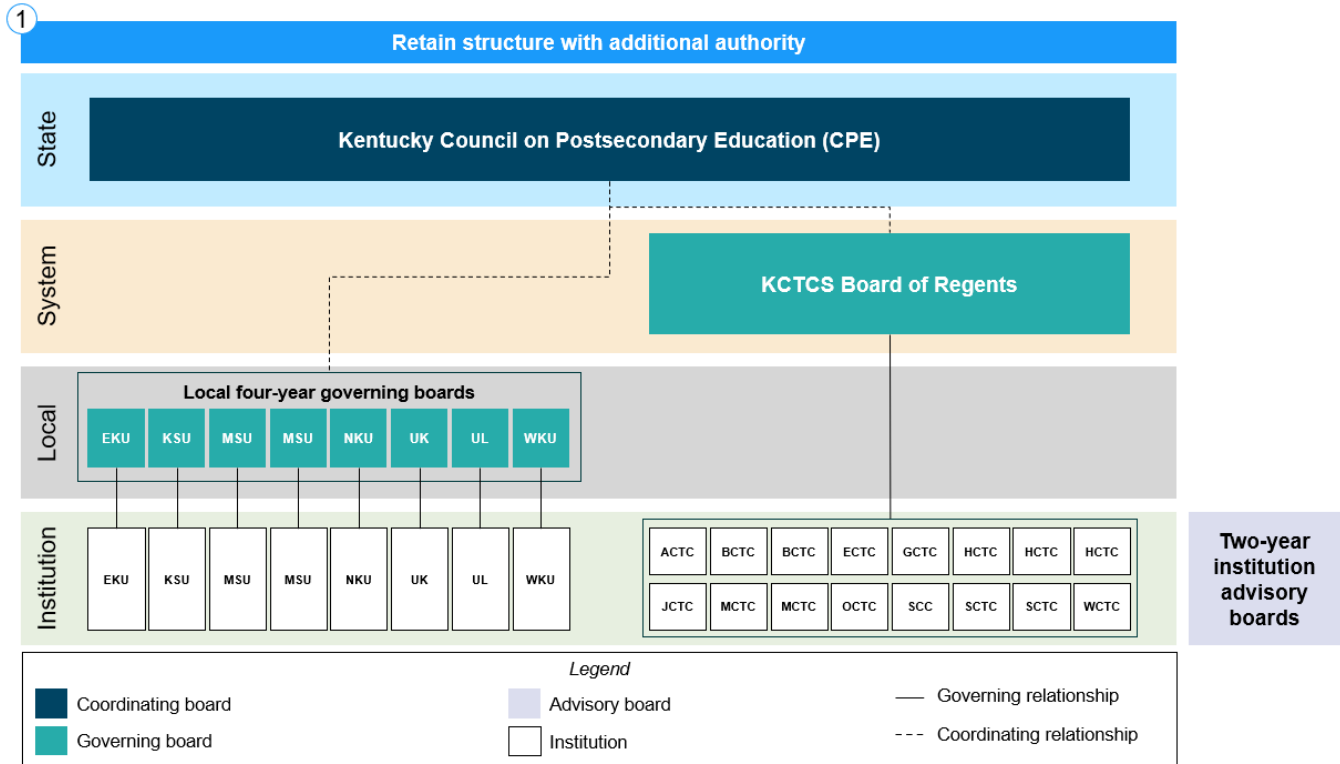 1
Retain structure with additional authority
State
Kentucky Council on Postsecondary Education (CPE)
System
KCTCS Board of Regents
Local
Local four-year governing boards
EKU KSU MSU MSU NKU UK UL WKU
Institution
EKU KSU MSU MSU NKU UK UL WKU
ACTC BCTC BCTC ECTC GCTC HCTC HCTC HCTC
JCTC MCTC MCTC OCTC SCC SCTC SCTC WCTC
Two-year
institution
advisory
boards
Legend
Coordinating board
Advisory board
Governing relationship
Governing board
Institution
Coordinating relationship